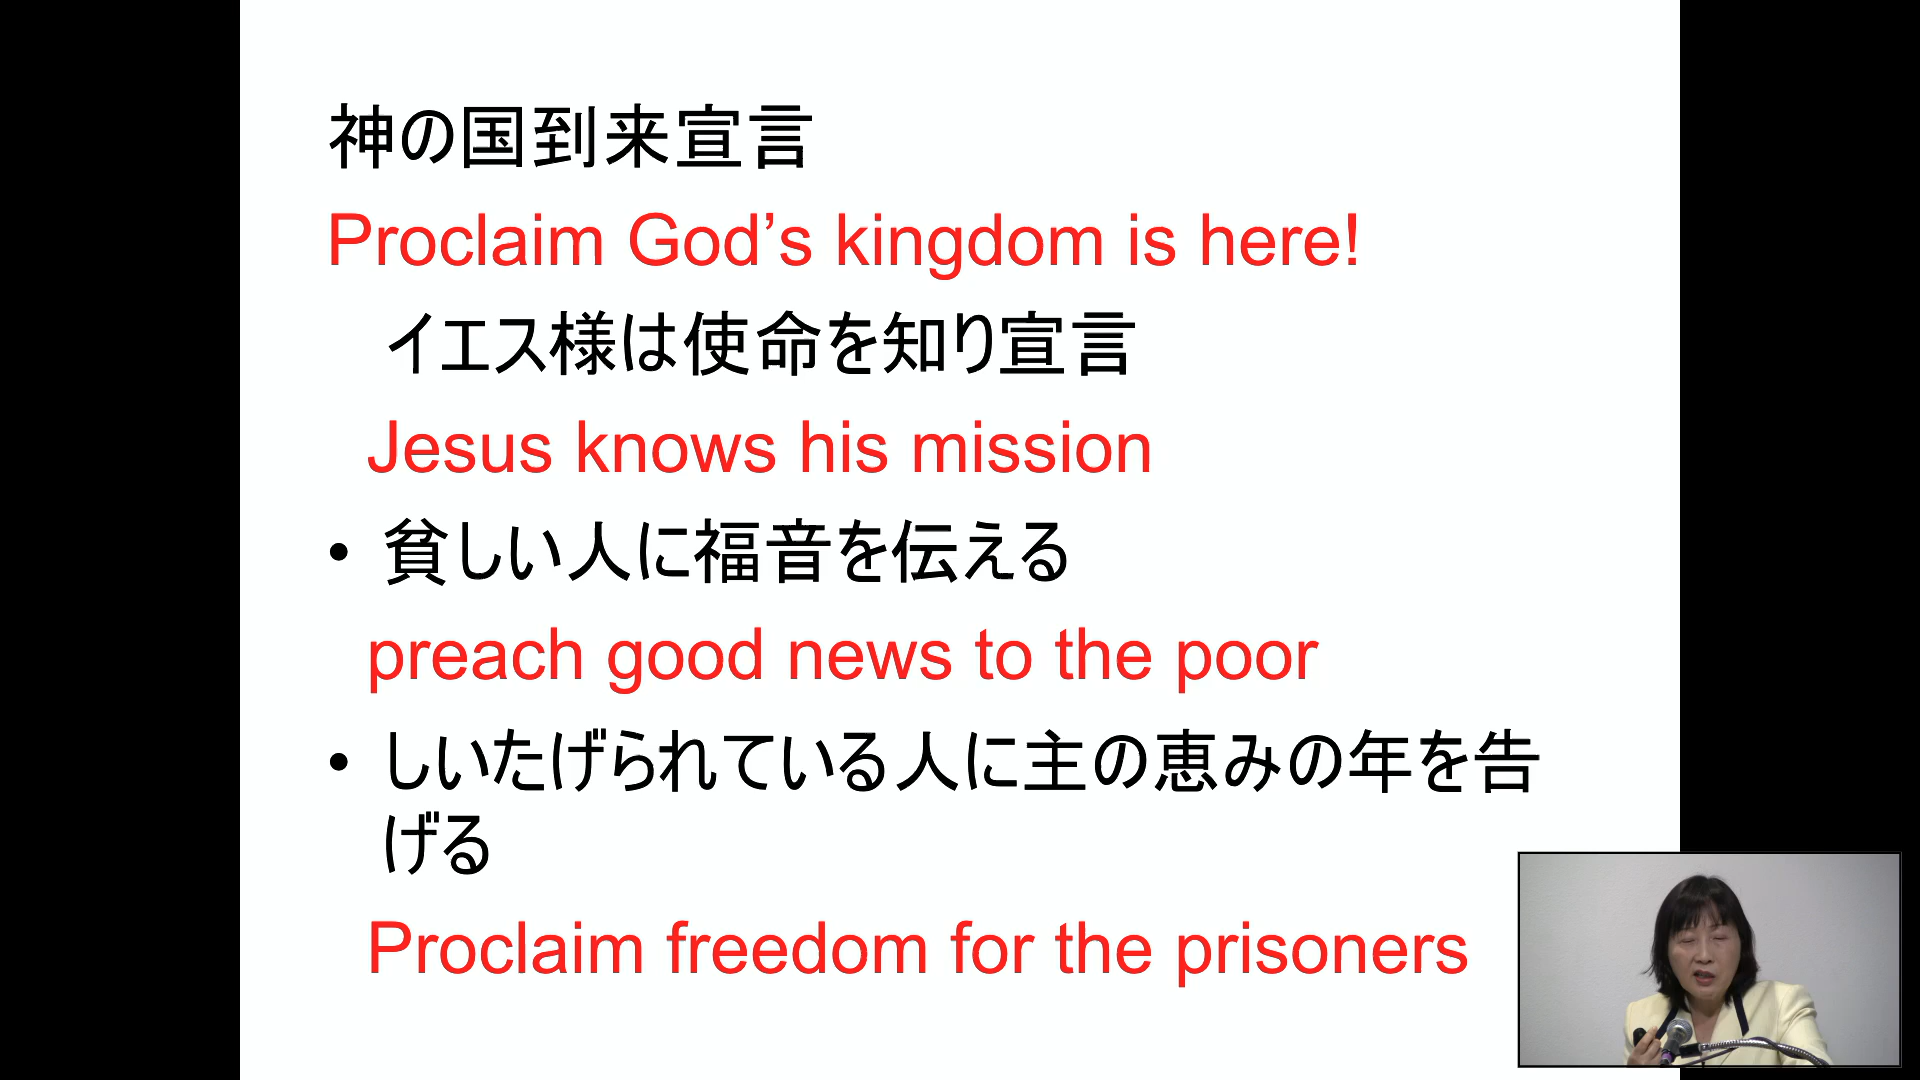 神の国到来宣言
Proclaim God’s kingdom is here!
イエス様は使命を知り宣言
Jesus knows his mission
• 貧しい人に福音を伝える
preach good news to the poor
• しいたげられている人に主の恵みの年を告
げる
Proclaim freedom for the prisoners